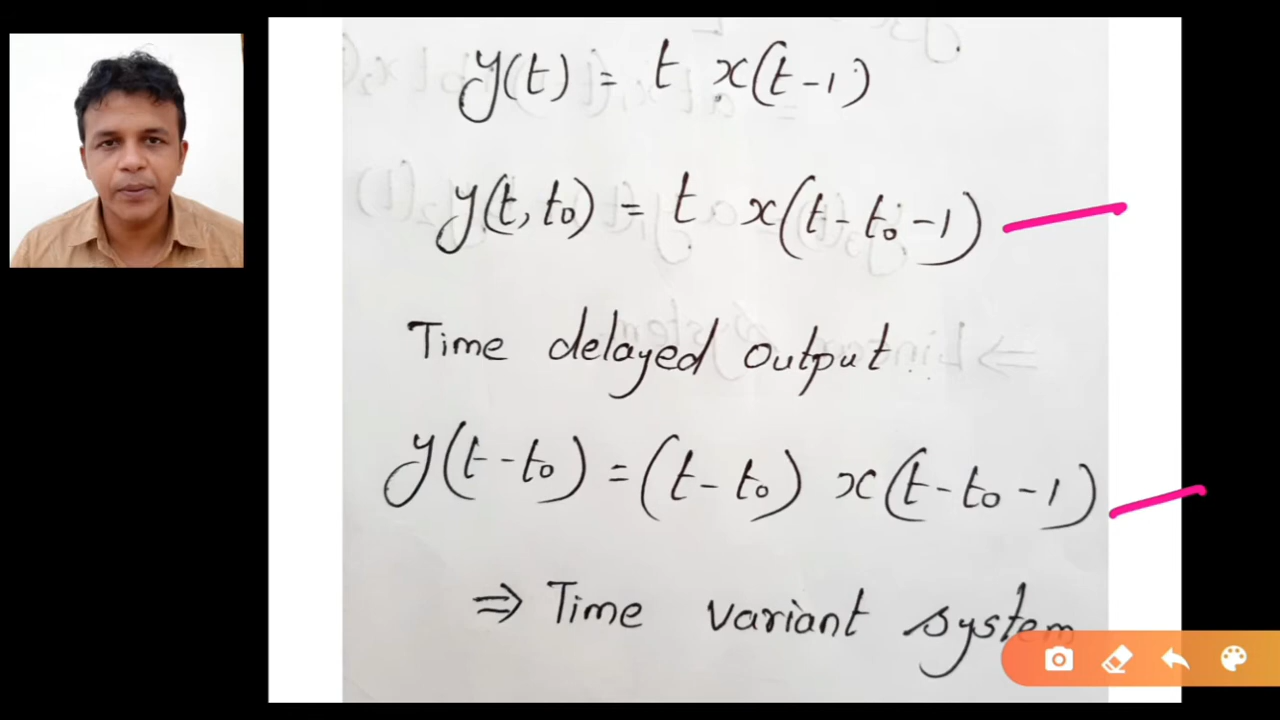 y(t) = t x(t-1)
y(t, t₀) = t x(t - t₀ - 1)
Time delayed output
y(t - t₀) = (t - t₀) x(t - t₀ - 1)
⇒ Time variant system